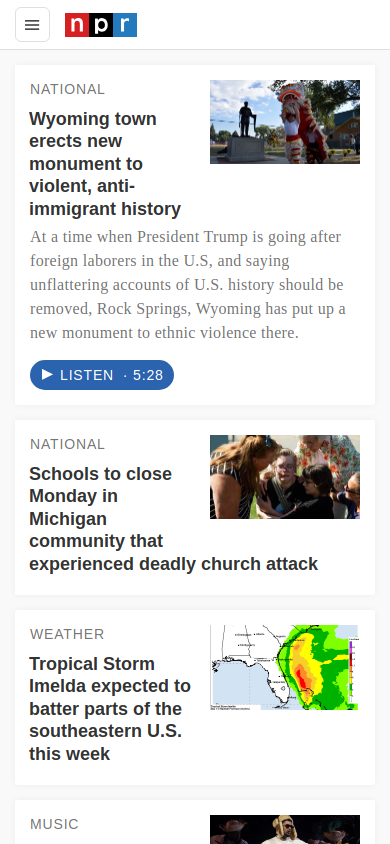 npr
NATIONAL
Wyoming town
erects new
monument to
violent, anti-
immigrant history
At a time when President Trump is going after
foreign laborers in the U.S, and saying
unflattering accounts of U.S. history should be
removed, Rock Springs, Wyoming has put up a
new monument to ethnic violence there.
LISTEN · 5:28
NATIONAL
Schools to close
Monday in
Michigan
community that
experienced deadly church attack
WEATHER
Tropical Storm
Imelda expected to
batter parts of the
southeastern U.S.
this week
MUSIC